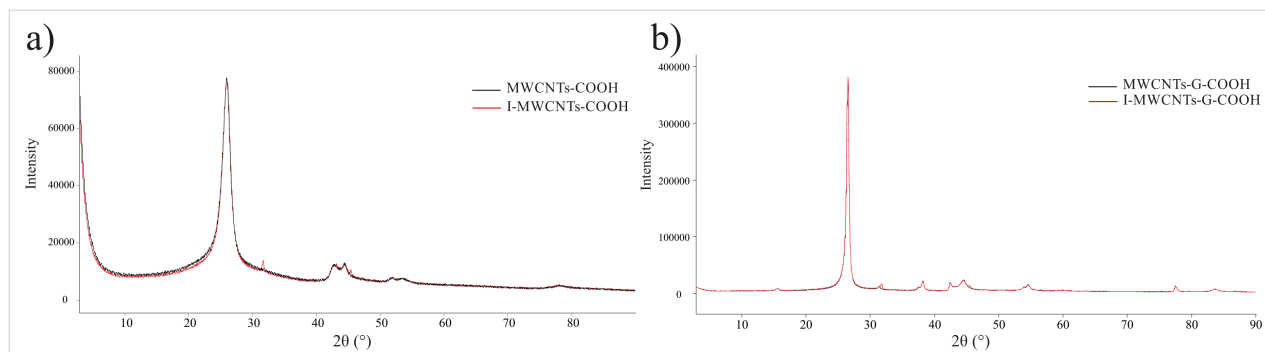 a)
80000
60000
40000
20000
0
Intensity
MWCNTs-COOH
I-MWCNTs-COOH
10 20 30 40 50 60 70 80
2θ (°)
b)
400000
300000
200000
100000
0
Intensity
MWCNTs-G-COOH
I-MWCNTs-G-COOH
10 20 30 40 50 60 70 80 90
2θ (°)